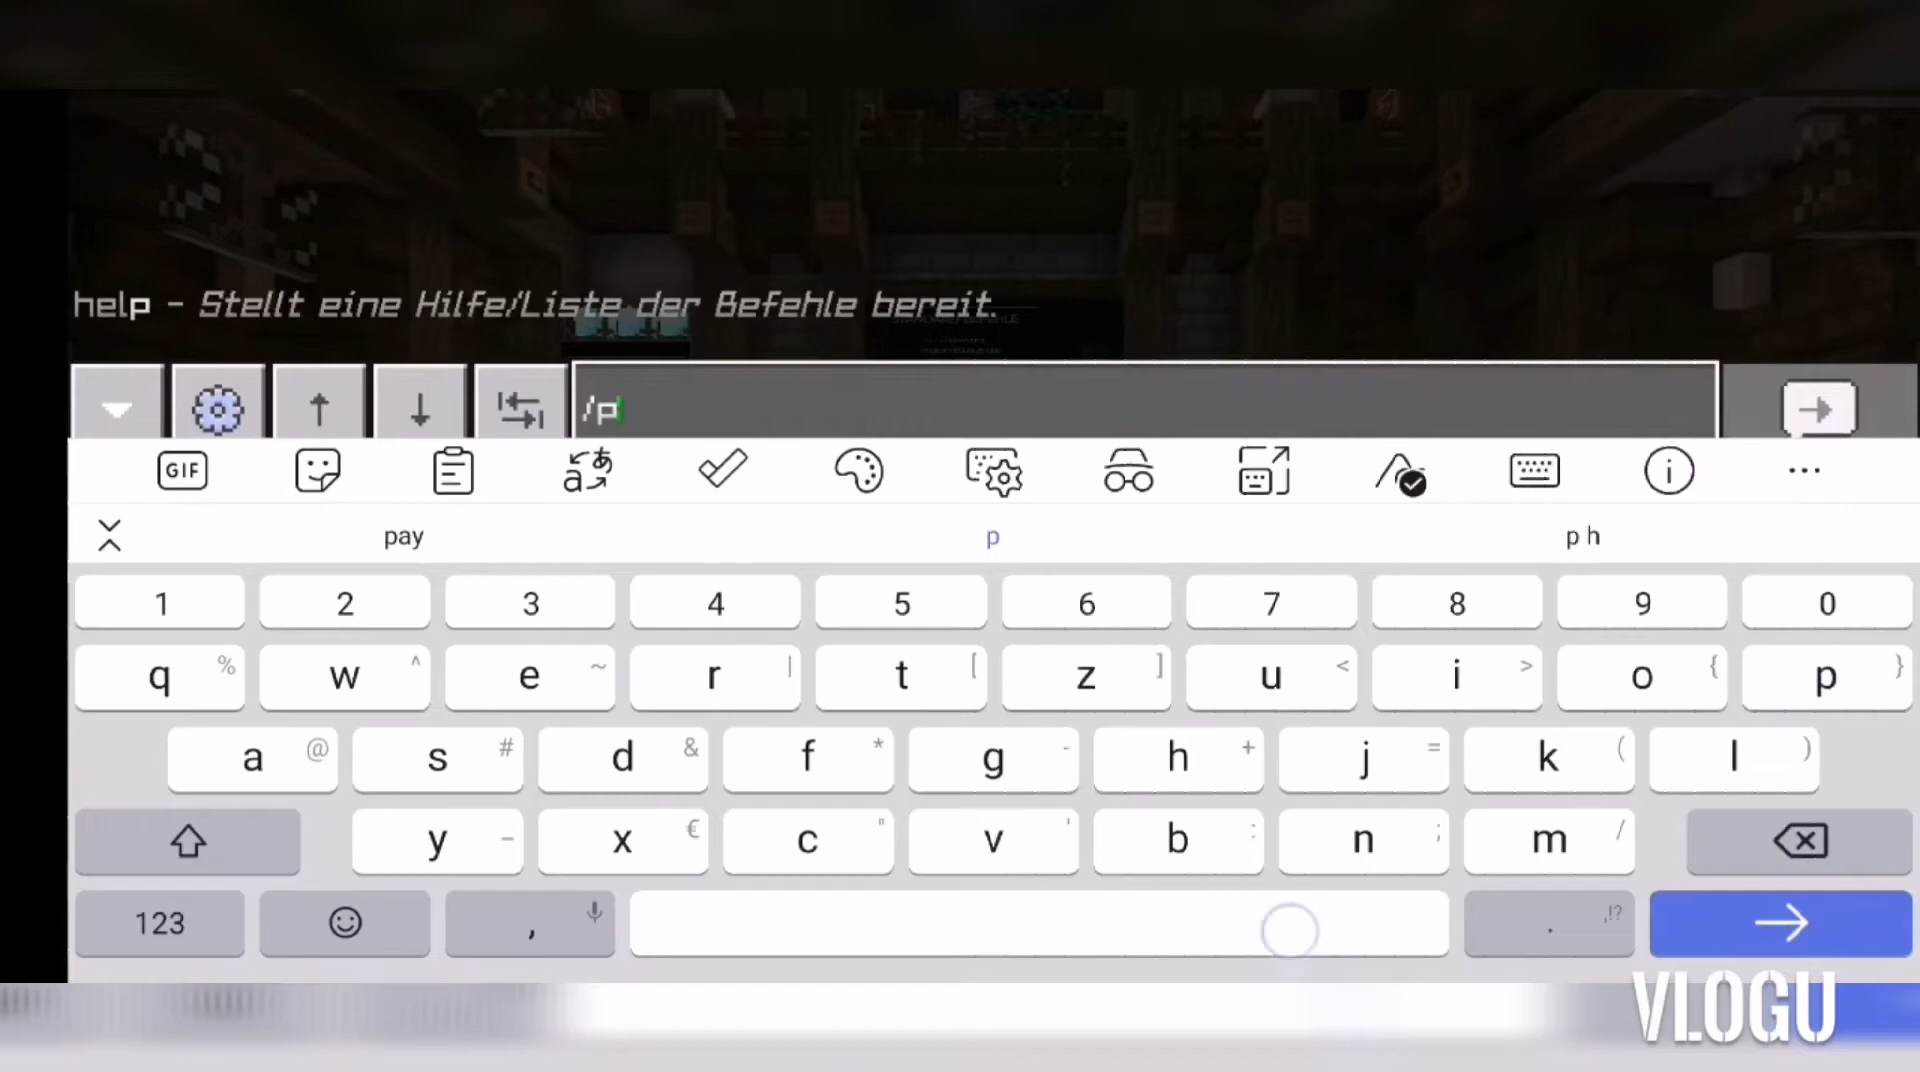 help - Stellt eine Hilfe/Liste der Befehle bereit.
/p
GIF
pay p p h
1 2 3 4 5 6 7 8 9 0
q % w ^ e ~ r | t [ z ] u < i > o { p }
a @ s # d & f * g - h + j = k ( l )
y _ x € c " v ' b : n ; m /
123 , . ,!?
VLOGU